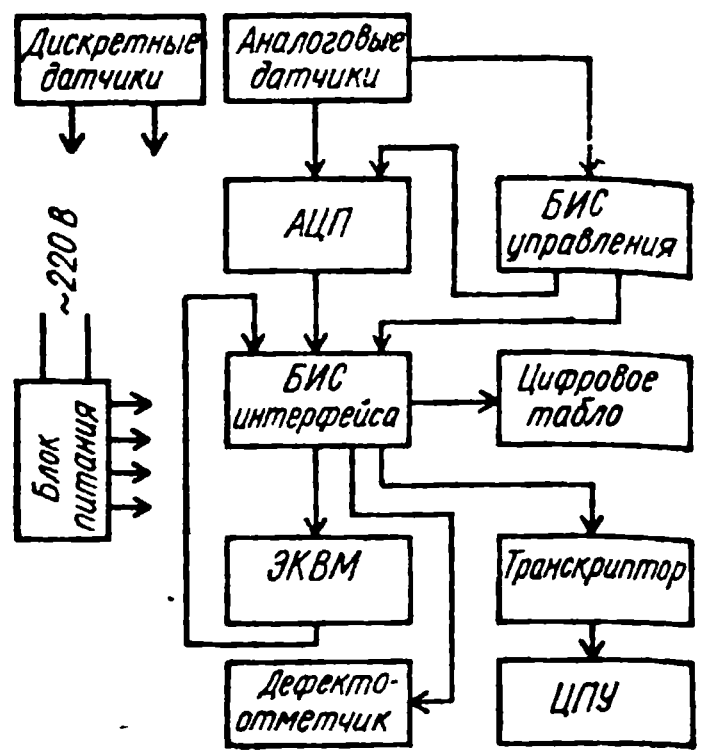 Дискретные
датчики
Аналоговые
датчики
АЦП
БИС
управления
~220 В
БИС
интерфейса
Цифровое
табло
Блок
питания
ЭКВМ
Транскриптор
Дефекто-
отметчик
ЦПУ